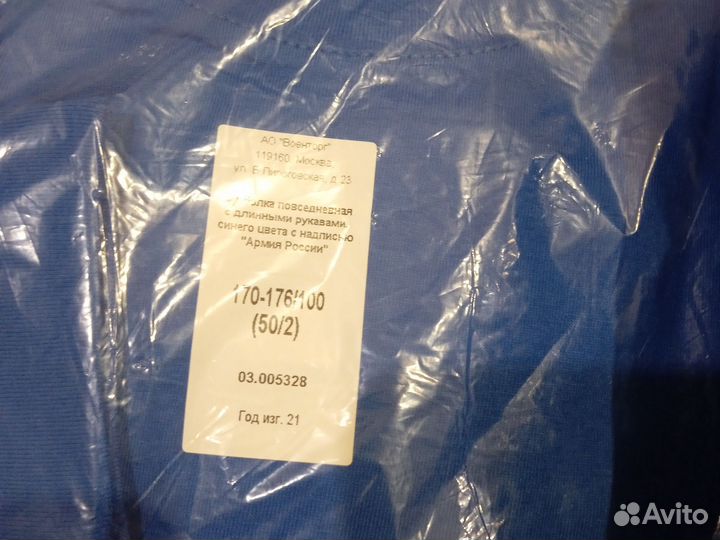 АО "Военторг"
119160, Москва,
ул. Б.Пироговская, д.23
повседневная
с длинными рукавами,
синего цвета с надписью
"Армия России"
170-176/100
(50/2)
03.005328
Год изг. 21
Avito